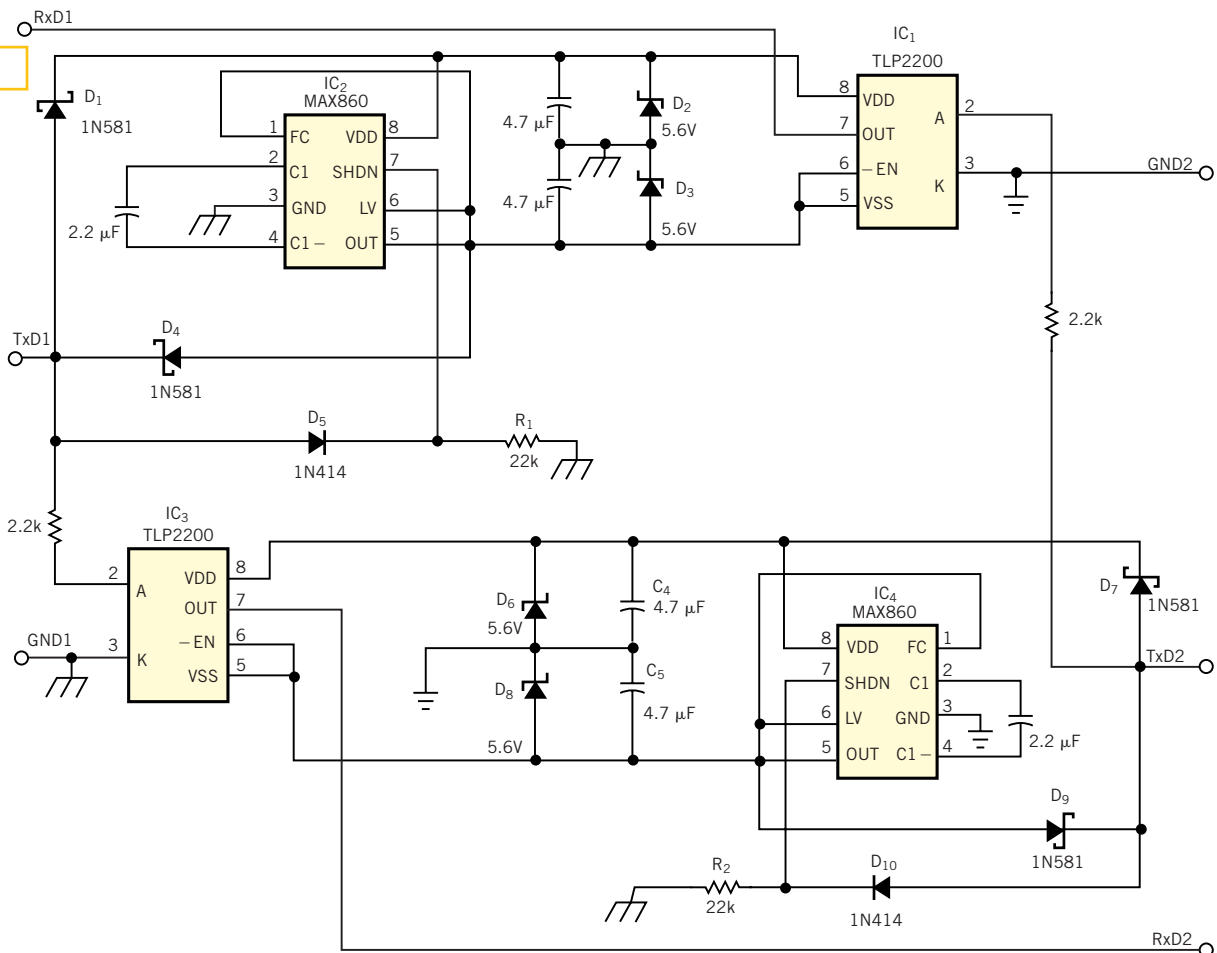 RxD1
IC1
TLP2200
IC2
MAX860
D1
1N581
1 FC VDD 8
2 C1 SHDN 7
3 GND LV 6
4 C1− OUT 5
2.2 µF
4.7 µF
4.7 µF
D2
5.6V
D3
5.6V
8 VDD A 2
7 OUT
6 −EN K 3
5 VSS
GND2
2.2k
TxD1
D4
1N581
D5
1N414
R1
22k
2.2k
IC3
TLP2200
2 A VDD 8
OUT 7
−EN 6
3 K VSS 5
GND1
D6
5.6V
C4
4.7 µF
D8
5.6V
C5
4.7 µF
IC4
MAX860
8 VDD FC 1
7 SHDN C1 2
6 LV GND 3
5 OUT C1− 4
2.2 µF
D7
1N581
TxD2
D9
1N581
R2
22k
D10
1N414
RxD2